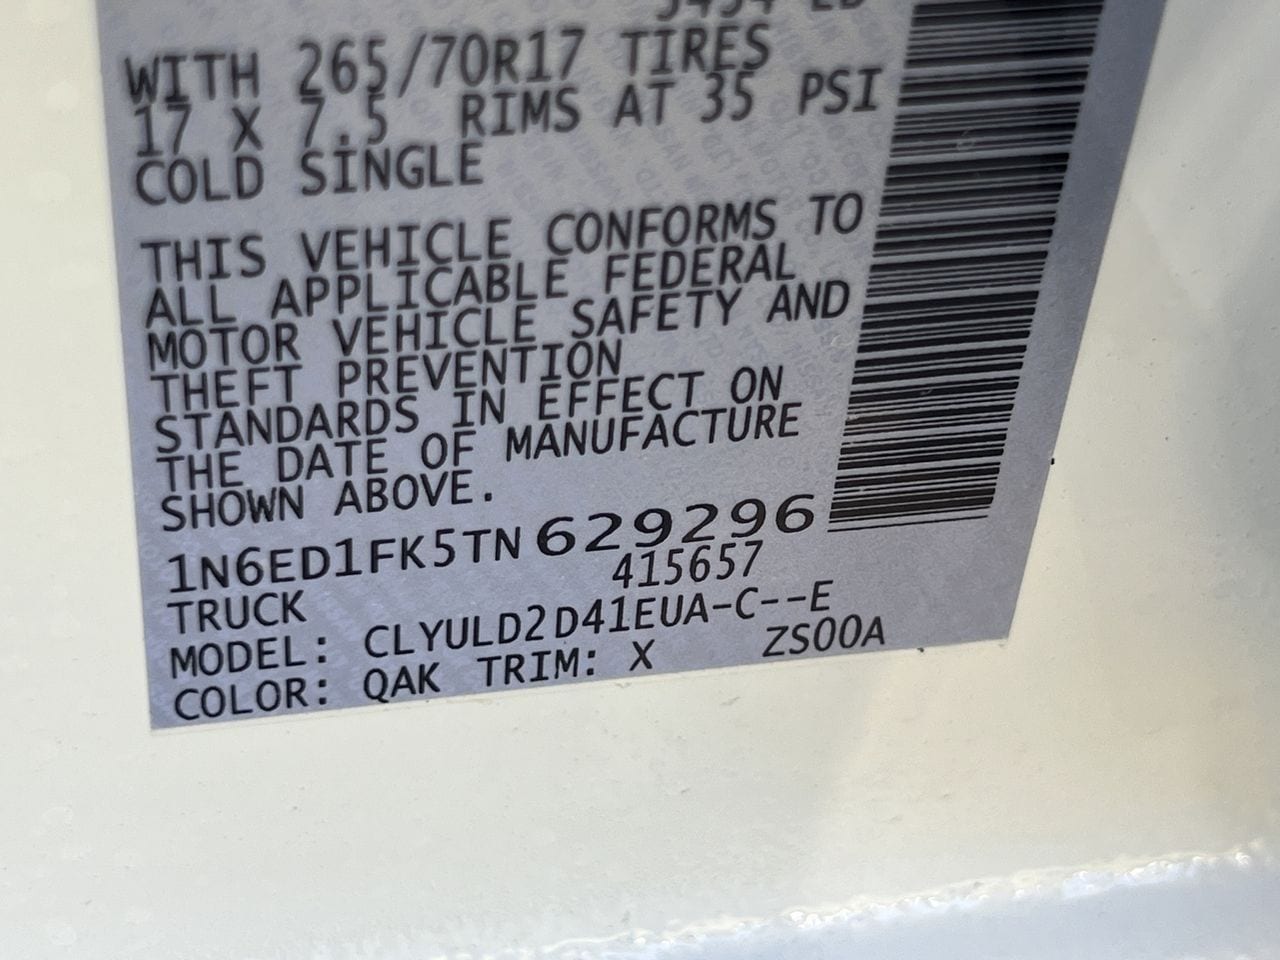 WITH 265/70R17 TIRES
17 X 7.5 RIMS AT 35 PSI
COLD SINGLE
THIS VEHICLE CONFORMS TO
ALL APPLICABLE FEDERAL
MOTOR VEHICLE SAFETY AND
THEFT PREVENTION
STANDARDS IN EFFECT ON
THE DATE OF MANUFACTURE
SHOWN ABOVE.
1N6ED1FK5TN629296
415657
TRUCK
MODEL: CLYULD2D41EUA-C--E
COLOR: QAK TRIM: X ZS00A